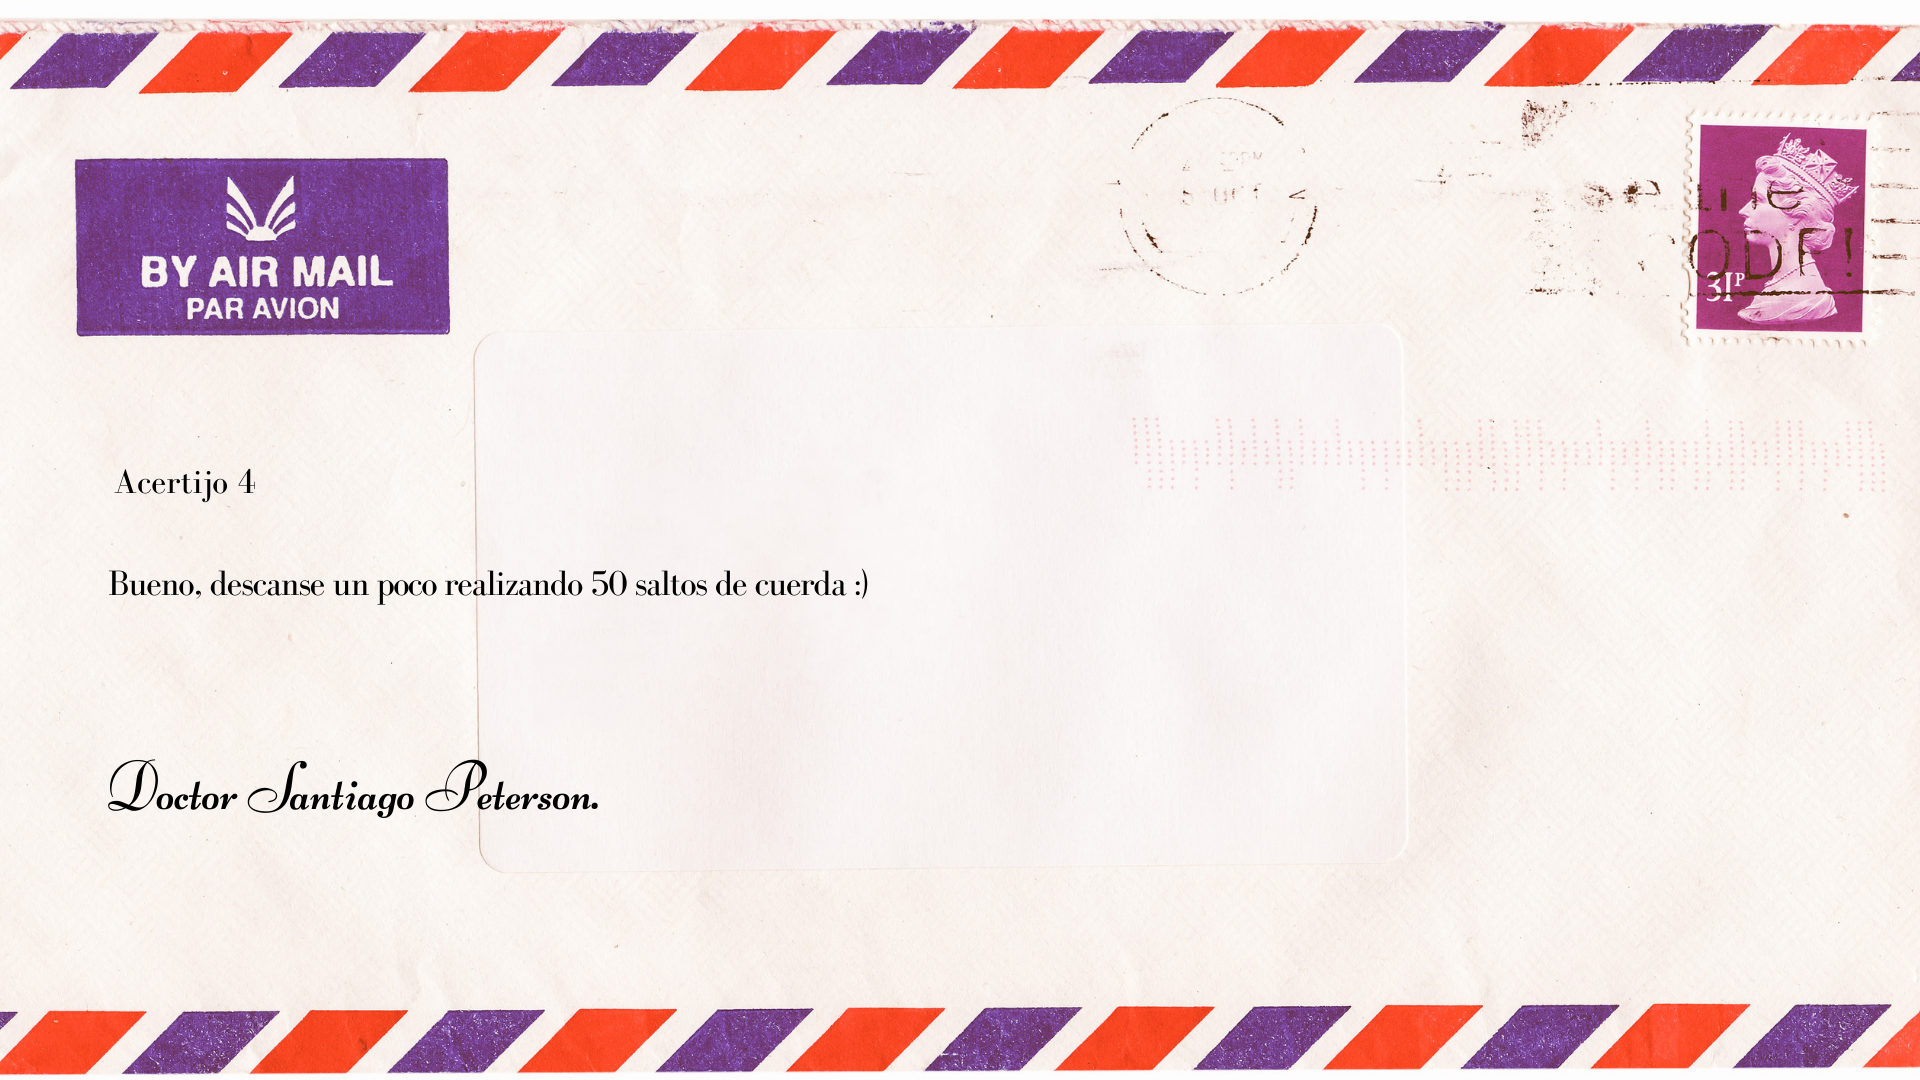 BY AIR MAIL
PAR AVION
31P
Acertijo 4
Bueno, descanse un poco realizando 50 saltos de cuerda :)
Doctor Santiago Peterson.